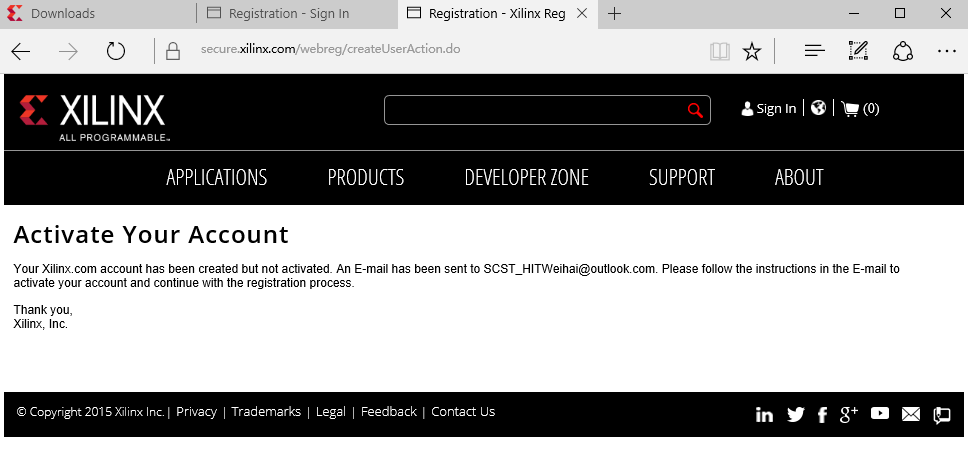 Downloads
Registration - Sign In
Registration - Xilinx Reg
secure.xilinx.com/webreg/createUserAction.do
XILINX
ALL PROGRAMMABLE™
Sign In
(0)
APPLICATIONS
PRODUCTS
DEVELOPER ZONE
SUPPORT
ABOUT
Activate Your Account
Your Xilinx.com account has been created but not activated. An E-mail has been sent to SCST_HITWeihai@outlook.com. Please follow the instructions in the E-mail to
activate your account and continue with the registration process.
Thank you,
Xilinx, Inc.
© Copyright 2015 Xilinx Inc. | Privacy | Trademarks | Legal | Feedback | Contact Us